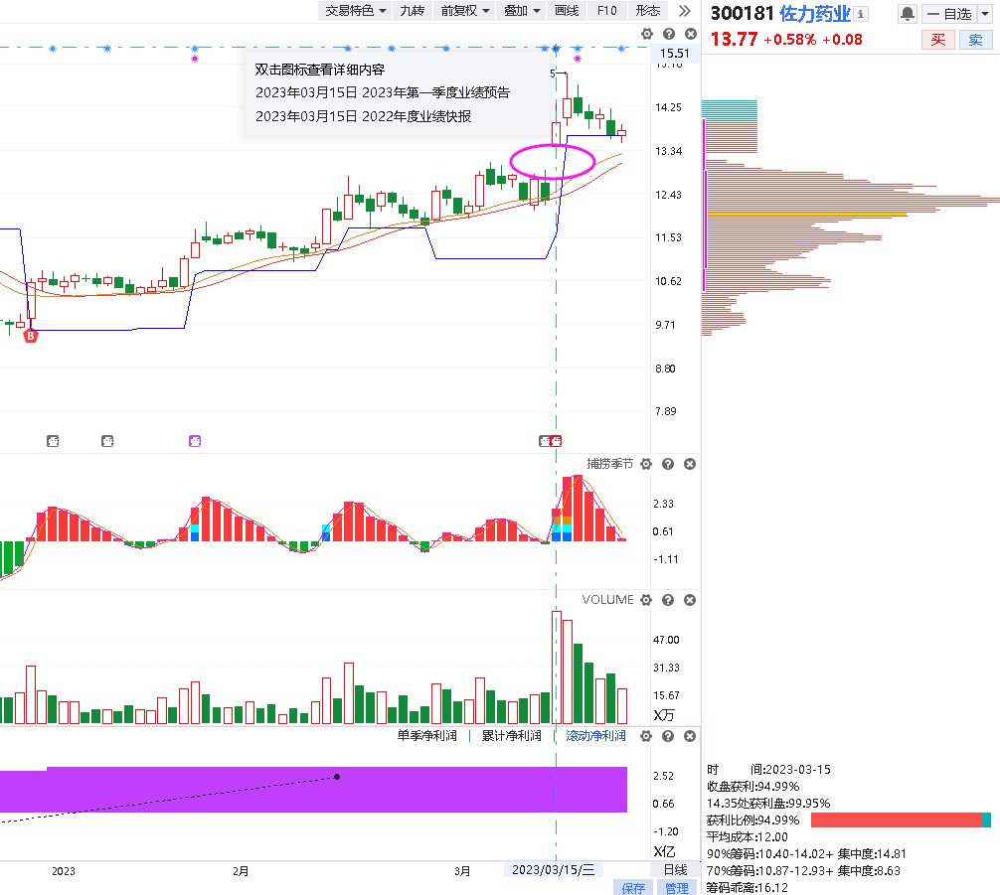 交易特色 九转 前复权 叠加 画线 F10 形态
300181 佐力药业
自选
13.77 +0.58% +0.08
买 卖
15.51
双击图标查看详细内容
2023年03月15日 2023年第一季度业绩预告
2023年03月15日 2022年度业绩快报
5
14.25
13.34
12.43
11.53
10.62
9.71
8.80
7.89
B
捕捞季节
2.33
0.61
-1.11
VOLUME
47.00
31.33
15.67
X万
单季净利润 累计净利润 滚动净利润
2.52
0.66
-1.20
X亿
2023 2月 3月 2023/03/15/三 日线
保存 管理
时 间:2023-03-15
收盘获利:94.99%
14.35处获利盘:99.95%
获利比例:94.99%
平均成本:12.00
90%筹码:10.40-14.02+ 集中度:14.81
70%筹码:10.87-12.93+ 集中度:8.63
筹码乖离:16.12